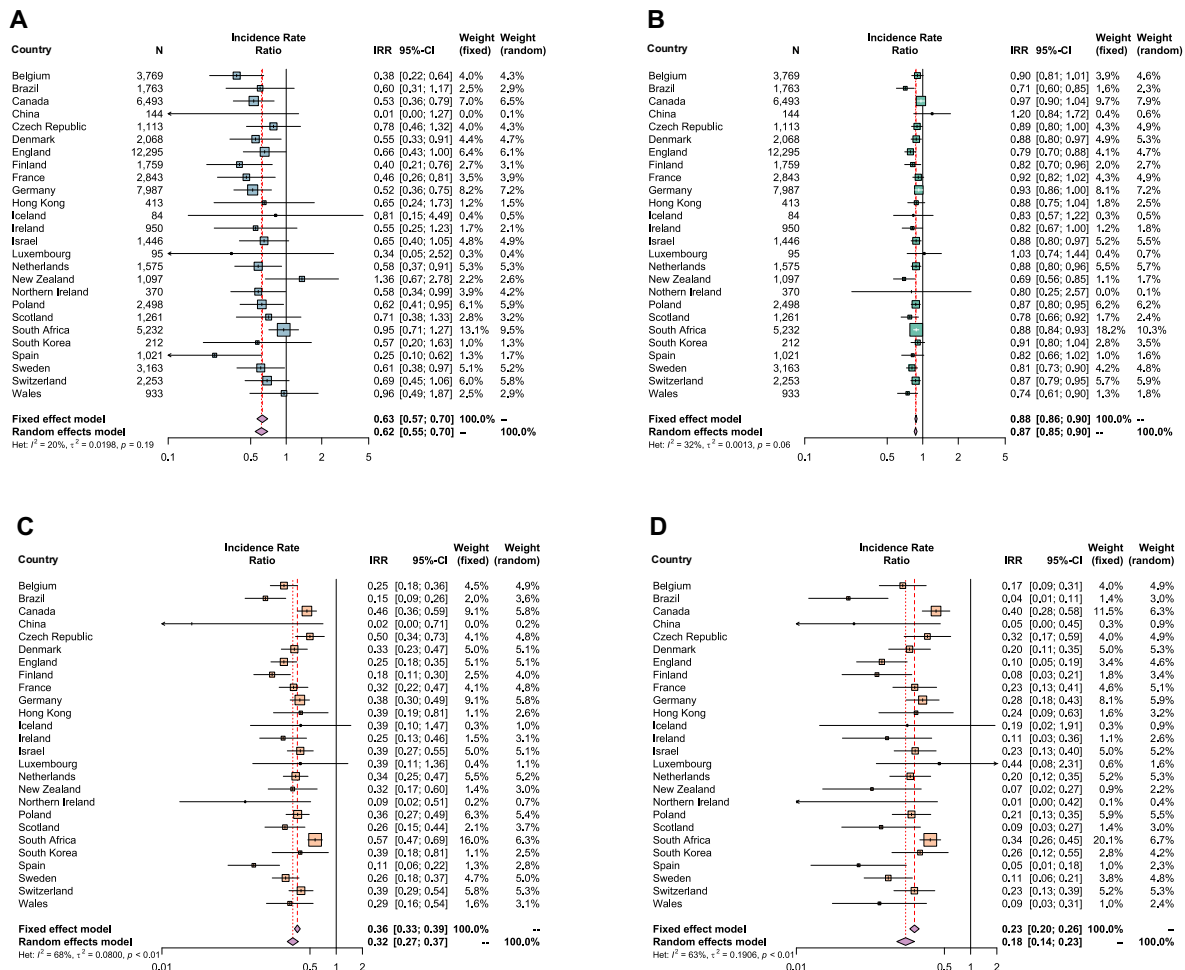 A
Incidence Rate Weight Weight
Country N Ratio IRR 95%-CI (fixed) (random)
Belgium 3,769 0.38 [0.22; 0.64] 4.0% 4.3%
Brazil 1,763 0.60 [0.31; 1.17] 2.5% 2.9%
Canada 6,493 0.53 [0.36; 0.79] 7.0% 6.5%
China 144 0.01 [0.00; 1.27] 0.0% 0.1%
Czech Republic 1,113 0.78 [0.46; 1.32] 4.0% 4.3%
Denmark 2,068 0.55 [0.33; 0.91] 4.4% 4.7%
England 12,295 0.66 [0.43; 1.00] 6.4% 6.1%
Finland 1,759 0.40 [0.21; 0.76] 2.7% 3.1%
France 2,843 0.46 [0.26; 0.81] 3.5% 3.9%
Germany 7,987 0.52 [0.36; 0.75] 8.2% 7.2%
Hong Kong 413 0.65 [0.24; 1.73] 1.2% 1.5%
Iceland 84 0.81 [0.15; 4.49] 0.4% 0.5%
Ireland 950 0.55 [0.25; 1.23] 1.7% 2.1%
Israel 1,446 0.65 [0.40; 1.05] 4.8% 4.9%
Luxembourg 95 0.34 [0.05; 2.52] 0.3% 0.4%
Netherlands 1,575 0.58 [0.37; 0.91] 5.3% 5.3%
New Zealand 1,097 1.36 [0.67; 2.78] 2.2% 2.6%
Northern Ireland 370 0.58 [0.34; 0.99] 3.9% 4.2%
Poland 2,498 0.62 [0.41; 0.95] 6.1% 5.9%
Scotland 1,261 0.71 [0.38; 1.33] 2.8% 3.2%
South Africa 5,232 0.95 [0.71; 1.27] 13.1% 9.5%
South Korea 212 0.57 [0.20; 1.63] 1.0% 1.3%
Spain 1,021 0.25 [0.10; 0.62] 1.3% 1.7%
Sweden 3,163 0.61 [0.38; 0.97] 5.1% 5.2%
Switzerland 2,253 0.69 [0.45; 1.06] 6.0% 5.8%
Wales 933 0.96 [0.49; 1.87] 2.5% 2.9%
Fixed effect model 0.63 [0.57; 0.70] 100.0% --
Random effects model 0.62 [0.55; 0.70] -- 100.0%
Het: I² = 20%, τ² = 0.0198, p = 0.19
0.1 0.5 1 2 5
B
Incidence Rate Weight Weight
Country N Ratio IRR 95%-CI (fixed) (random)
Belgium 3,769 0.90 [0.81; 1.01] 3.9% 4.6%
Brazil 1,763 0.71 [0.60; 0.85] 1.6% 2.3%
Canada 6,493 0.97 [0.90; 1.04] 9.7% 7.9%
China 144 1.20 [0.84; 1.72] 0.4% 0.6%
Czech Republic 1,113 0.89 [0.80; 1.00] 4.3% 4.9%
Denmark 2,068 0.88 [0.80; 0.97] 4.9% 5.3%
England 12,295 0.79 [0.70; 0.88] 4.1% 4.7%
Finland 1,759 0.82 [0.70; 0.96] 2.0% 2.7%
France 2,843 0.92 [0.82; 1.02] 4.3% 4.9%
Germany 7,987 0.93 [0.86; 1.00] 8.1% 7.2%
Hong Kong 413 0.88 [0.75; 1.04] 1.8% 2.5%
Iceland 84 0.83 [0.57; 1.22] 0.3% 0.5%
Ireland 950 0.82 [0.67; 1.00] 1.2% 1.8%
Israel 1,446 0.88 [0.80; 0.97] 5.2% 5.5%
Luxembourg 95 1.03 [0.74; 1.44] 0.4% 0.7%
Netherlands 1,575 0.88 [0.80; 0.96] 5.5% 5.7%
New Zealand 1,097 0.69 [0.56; 0.85] 1.1% 1.7%
Nothern Ireland 370 0.80 [0.25; 2.57] 0.0% 0.1%
Poland 2,498 0.87 [0.80; 0.95] 6.2% 6.2%
Scotland 1,261 0.78 [0.66; 0.92] 1.7% 2.4%
South Africa 5,232 0.88 [0.84; 0.93] 18.2% 10.3%
South Korea 212 0.91 [0.80; 1.04] 2.8% 3.5%
Spain 1,021 0.82 [0.66; 1.02] 1.0% 1.6%
Sweden 3,163 0.81 [0.73; 0.90] 4.2% 4.8%
Switzerland 2,253 0.87 [0.79; 0.95] 5.7% 5.9%
Wales 933 0.74 [0.61; 0.90] 1.3% 1.8%
Fixed effect model 0.88 [0.86; 0.90] 100.0% --
Random effects model 0.87 [0.85; 0.90] -- 100.0%
Het: I² = 32%, τ² = 0.0013, p = 0.06
0.1 0.5 1 2 5
C
Incidence Rate Weight Weight
Country Ratio IRR 95%-CI (fixed) (random)
Belgium 0.25 [0.18; 0.36] 4.5% 4.9%
Brazil 0.15 [0.09; 0.26] 2.0% 3.6%
Canada 0.46 [0.36; 0.59] 9.1% 5.8%
China 0.02 [0.00; 0.71] 0.0% 0.2%
Czech Republic 0.50 [0.34; 0.73] 4.1% 4.8%
Denmark 0.33 [0.23; 0.47] 5.0% 5.1%
England 0.25 [0.18; 0.35] 5.1% 5.1%
Finland 0.18 [0.11; 0.30] 2.5% 4.0%
France 0.32 [0.22; 0.47] 4.1% 4.8%
Germany 0.38 [0.30; 0.49] 9.1% 5.8%
Hong Kong 0.39 [0.19; 0.81] 1.1% 2.6%
Iceland 0.39 [0.10; 1.47] 0.3% 1.0%
Ireland 0.25 [0.13; 0.46] 1.5% 3.1%
Israel 0.39 [0.27; 0.55] 5.0% 5.1%
Luxembourg 0.39 [0.11; 1.36] 0.4% 1.1%
Netherlands 0.34 [0.25; 0.47] 5.5% 5.2%
New Zealand 0.32 [0.17; 0.60] 1.4% 3.0%
Northern Ireland 0.09 [0.02; 0.51] 0.2% 0.7%
Poland 0.36 [0.27; 0.49] 6.3% 5.4%
Scotland 0.26 [0.15; 0.44] 2.1% 3.7%
South Africa 0.57 [0.47; 0.69] 16.0% 6.3%
South Korea 0.39 [0.18; 0.81] 1.1% 2.5%
Spain 0.11 [0.06; 0.22] 1.3% 2.8%
Sweden 0.26 [0.18; 0.37] 4.7% 5.0%
Switzerland 0.39 [0.29; 0.54] 5.8% 5.3%
Wales 0.29 [0.16; 0.54] 1.6% 3.1%
Fixed effect model 0.36 [0.33; 0.39] 100.0% --
Random effects model 0.32 [0.27; 0.37] -- 100.0%
Het: I² = 68%, τ² = 0.0800, p < 0.01
0.01 0.5 1 2
D
Incidence Rate Weight Weight
Country Ratio IRR 95%-CI (fixed) (random)
Belgium 0.17 [0.09; 0.31] 4.0% 4.9%
Brazil 0.04 [0.01; 0.11] 1.4% 3.0%
Canada 0.40 [0.28; 0.58] 11.5% 6.3%
China 0.05 [0.00; 0.45] 0.3% 0.9%
Czech Republic 0.32 [0.17; 0.59] 4.0% 4.9%
Denmark 0.20 [0.11; 0.35] 5.0% 5.3%
England 0.10 [0.05; 0.19] 3.4% 4.6%
Finland 0.08 [0.03; 0.21] 1.8% 3.4%
France 0.23 [0.13; 0.41] 4.6% 5.1%
Germany 0.28 [0.18; 0.43] 8.1% 5.9%
Hong Kong 0.24 [0.09; 0.63] 1.6% 3.2%
Iceland 0.19 [0.02; 1.91] 0.3% 0.9%
Ireland 0.11 [0.03; 0.36] 1.1% 2.6%
Israel 0.23 [0.13; 0.40] 5.0% 5.2%
Luxembourg 0.44 [0.08; 2.31] 0.6% 1.6%
Netherlands 0.20 [0.12; 0.35] 5.2% 5.3%
New Zealand 0.07 [0.02; 0.27] 0.9% 2.2%
Northern Ireland 0.01 [0.00; 0.42] 0.1% 0.4%
Poland 0.21 [0.13; 0.35] 5.9% 5.5%
Scotland 0.09 [0.03; 0.27] 1.4% 3.0%
South Africa 0.34 [0.26; 0.45] 20.1% 6.7%
South Korea 0.26 [0.12; 0.55] 2.8% 4.2%
Spain 0.05 [0.01; 0.18] 1.0% 2.3%
Sweden 0.11 [0.06; 0.21] 3.8% 4.8%
Switzerland 0.23 [0.13; 0.39] 5.2% 5.3%
Wales 0.09 [0.03; 0.31] 1.0% 2.4%
Fixed effect model 0.23 [0.20; 0.26] 100.0% --
Random effects model 0.18 [0.14; 0.23] -- 100.0%
Het: I² = 63%, τ² = 0.1906, p < 0.01
0.01 0.5 1 2